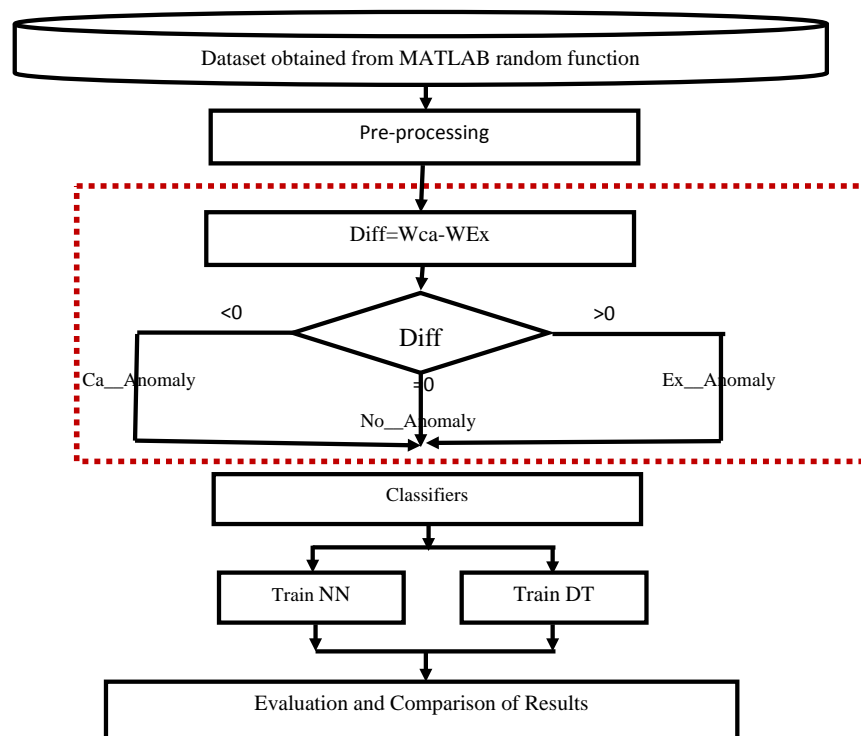 Dataset obtained from MATLAB random function
Pre-processing
Diff=Wca-WEx
<0
>0
Diff
Ca__Anomaly
=0
Ex__Anomaly
No__Anomaly
Classifiers
Train NN
Train DT
Evaluation and Comparison of Results